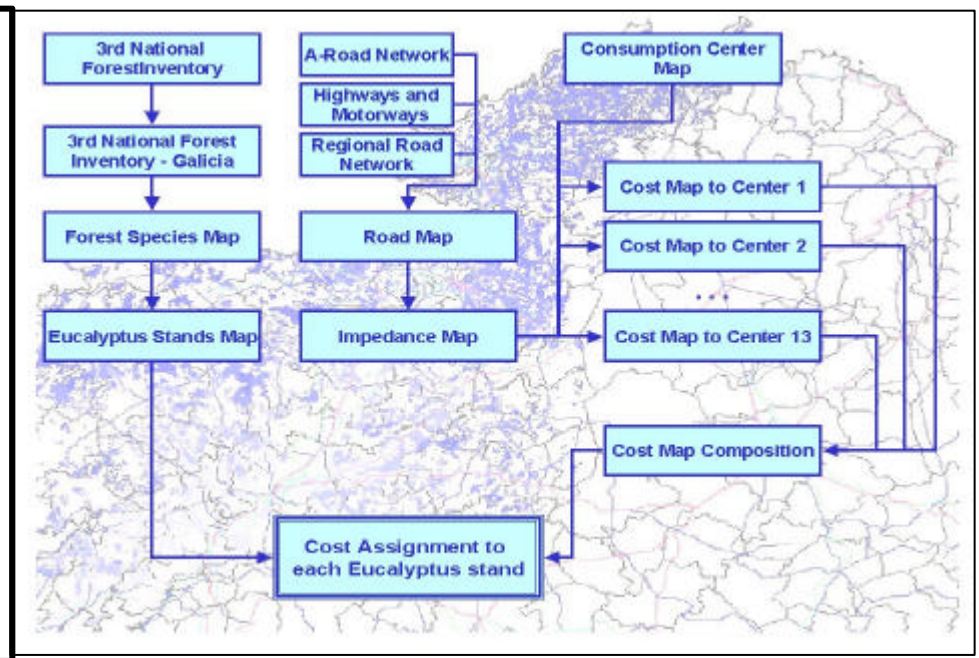 3rd National
ForestInventory
3rd National Forest
Inventory - Galicia
Forest Species Map
Eucalyptus Stands Map
A-Road Network
Highways and
Motorways
Regional Road
Network
Road Map
Impedance Map
Consumption Center
Map
Cost Map to Center 1
Cost Map to Center 2
...
Cost Map to Center 13
Cost Map Composition
Cost Assignment to
each Eucalyptus stand